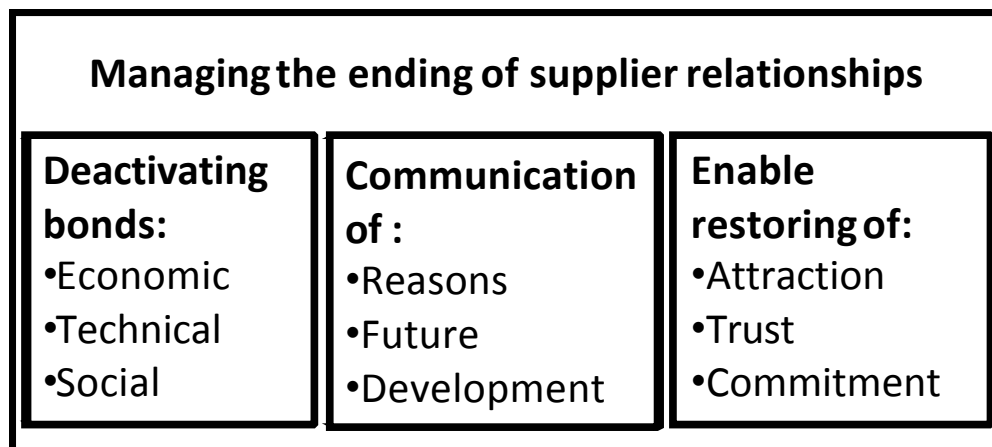 Managing the ending of supplier relationships
Deactivating
bonds:
•Economic
•Technical
•Social
Communication
of :
•Reasons
•Future
•Development
Enable
restoring of:
•Attraction
•Trust
•Commitment